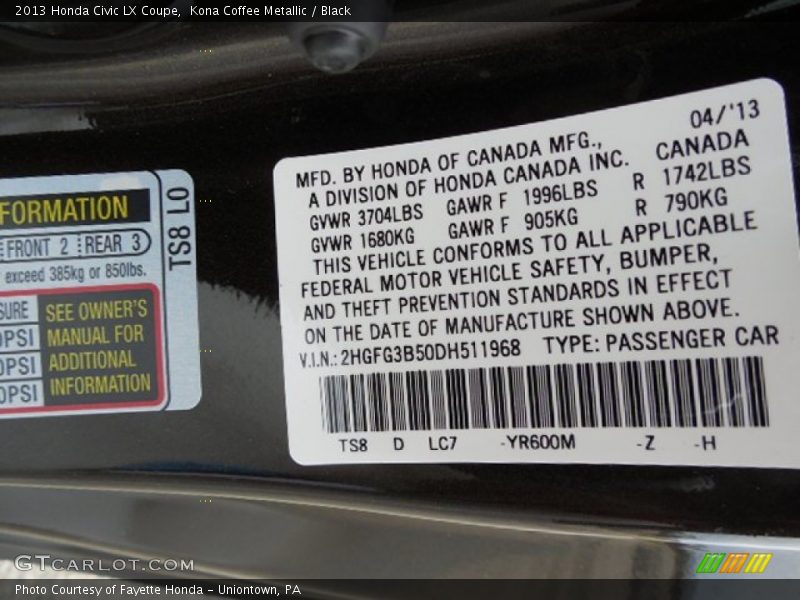 2013 Honda Civic LX Coupe, Kona Coffee Metallic / Black
FORMATION
FRONT 2 REAR 3
exceed 385kg or 850lbs.
SEE OWNER'S
MANUAL FOR
ADDITIONAL
INFORMATION
PSI
PSI
PSI
TS8 L0
04/'13
MFD. BY HONDA OF CANADA MFG., CANADA
A DIVISION OF HONDA CANADA INC.
GVWR 3704LBS GAWR F 1996LBS R 1742LBS
GVWR 1680KG GAWR F 905KG R 790KG
THIS VEHICLE CONFORMS TO ALL APPLICABLE
FEDERAL MOTOR VEHICLE SAFETY, BUMPER,
AND THEFT PREVENTION STANDARDS IN EFFECT
ON THE DATE OF MANUFACTURE SHOWN ABOVE.
V.I.N.: 2HGFG3B50DH511968 TYPE: PASSENGER CAR
TS8 D LC7 -YR600M -Z -H
GTCARLOT.COM
Photo Courtesy of Fayette Honda - Uniontown, PA